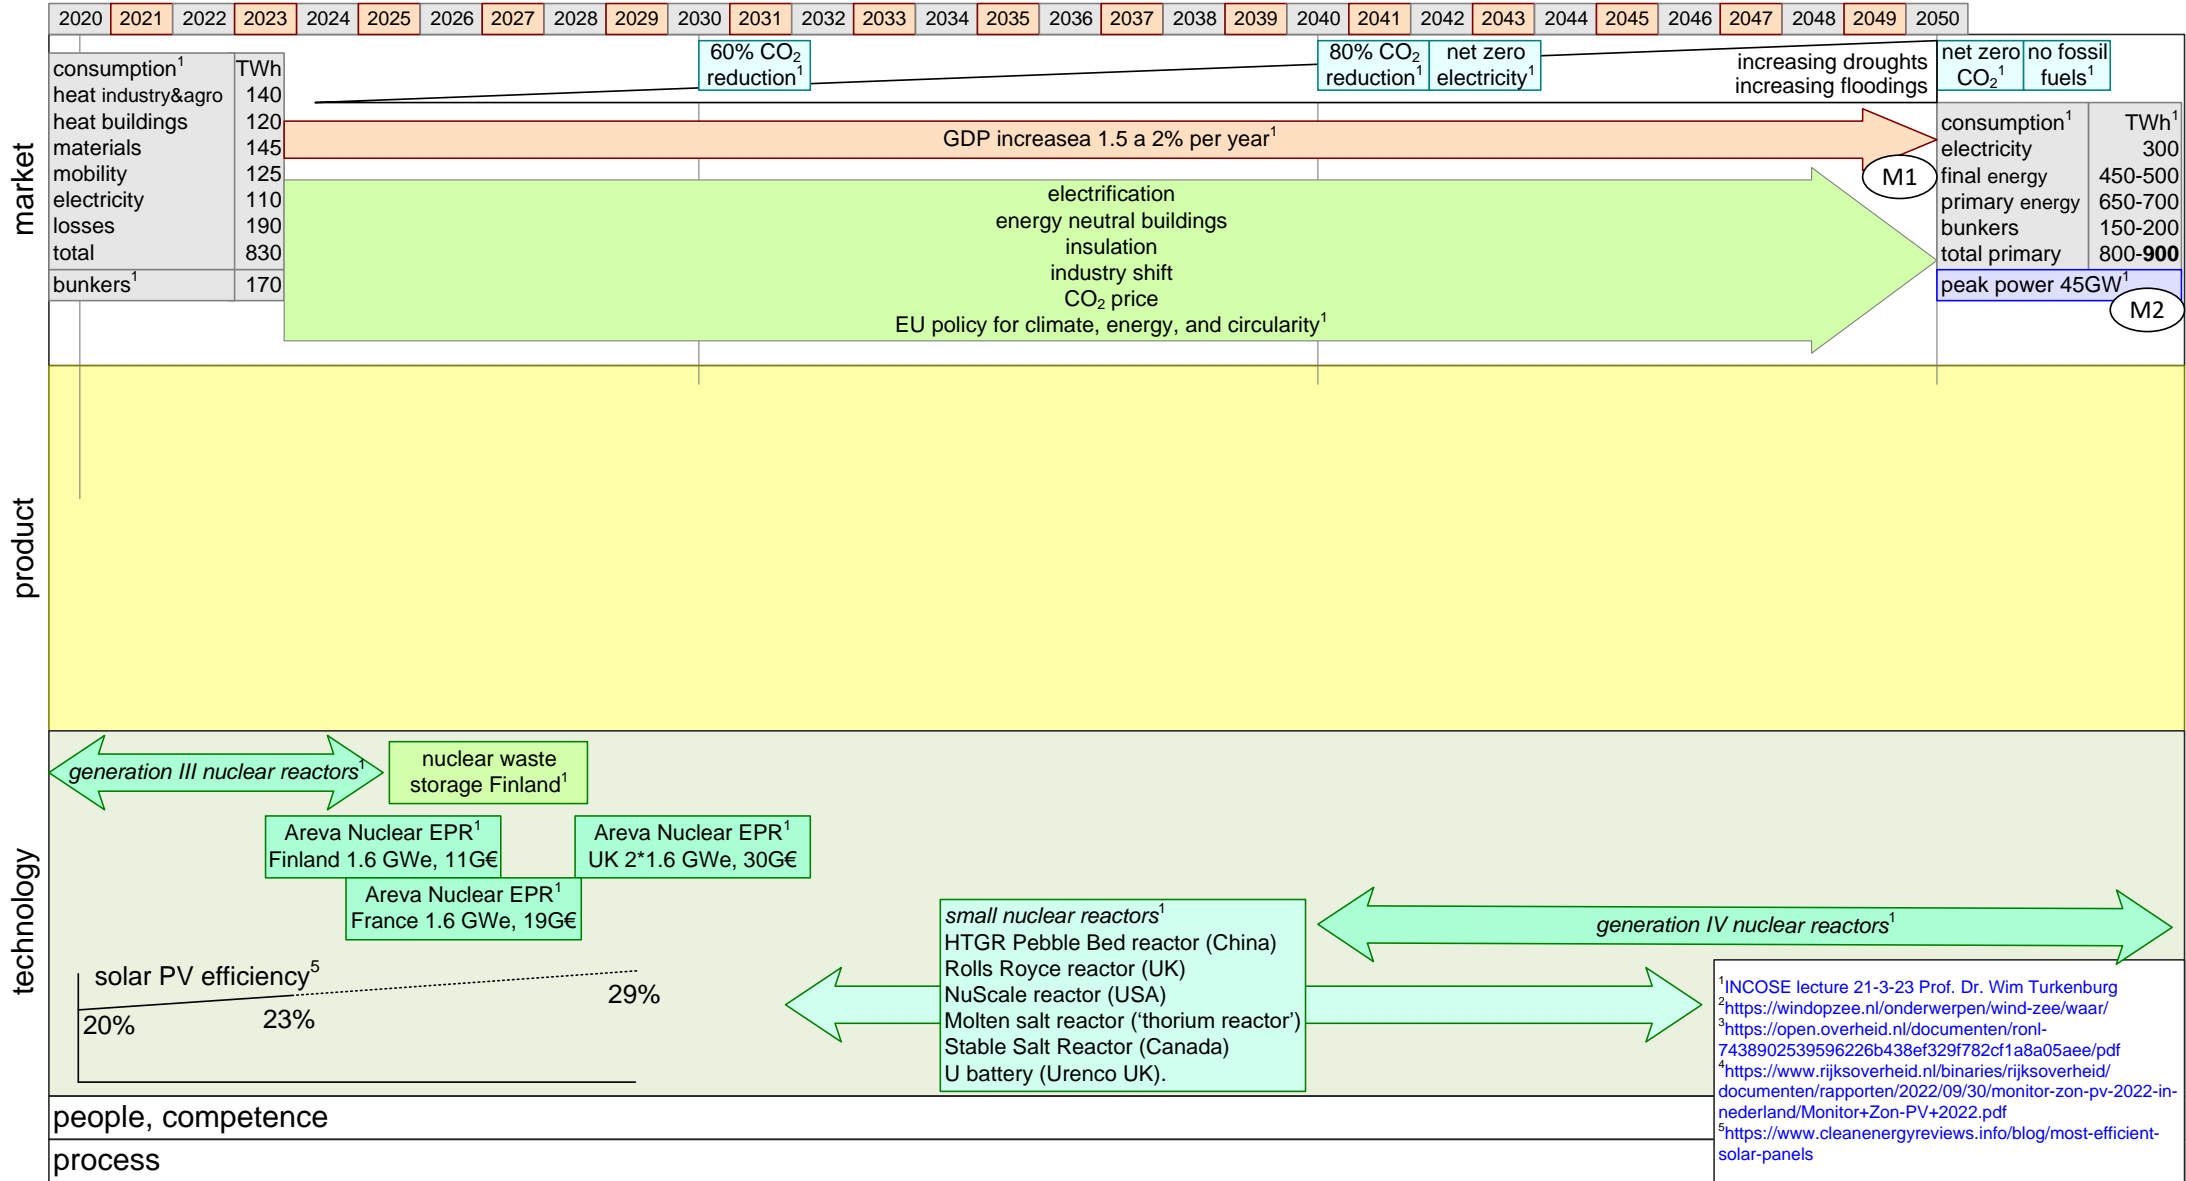 2020 2021 2022 2023 2024 2025 2026 2027 2028 2029 2030 2031 2032 2033 2034 2035 2036 2037 2038 2039 2040 2041 2042 2043 2044 2045 2046 2047 2048 2049 2050
market
consumption¹ TWh
heat industry&agro 140
heat buildings 120
materials 145
mobility 125
electricity 110
losses 190
total 830
bunkers¹ 170
60% CO₂
reduction¹
80% CO₂
reduction¹
net zero
electricity¹
increasing droughts
increasing floodings
net zero
CO₂¹
no fossil
fuels¹
GDP increasea 1.5 a 2% per year¹
M1
electrification
energy neutral buildings
insulation
industry shift
CO₂ price
EU policy for climate, energy, and circularity¹
consumption¹ TWh¹
electricity 300
final energy 450-500
primary energy 650-700
bunkers 150-200
total primary 800-900
peak power 45GW¹
M2
product
technology
generation III nuclear reactors¹
nuclear waste
storage Finland¹
Areva Nuclear EPR¹
Finland 1.6 GWe, 11G€
Areva Nuclear EPR¹
UK 2*1.6 GWe, 30G€
Areva Nuclear EPR¹
France 1.6 GWe, 19G€
solar PV efficiency⁵
20%
23%
29%
small nuclear reactors¹
HTGR Pebble Bed reactor (China)
Rolls Royce reactor (UK)
NuScale reactor (USA)
Molten salt reactor (‘thorium reactor’)
Stable Salt Reactor (Canada)
U battery (Urenco UK).
generation IV nuclear reactors¹
¹INCOSE lecture 21-3-23 Prof. Dr. Wim Turkenburg
²https://windopzee.nl/onderwerpen/wind-zee/waar/
³https://open.overheid.nl/documenten/ronl-
7438902539596226b438ef329f782cf1a8a05aee/pdf
⁴https://www.rijksoverheid.nl/binaries/rijksoverheid/
documenten/rapporten/2022/09/30/monitor-zon-pv-2022-in-
nederland/Monitor+Zon-PV+2022.pdf
⁵https://www.cleanenergyreviews.info/blog/most-efficient-
solar-panels
people, competence
process